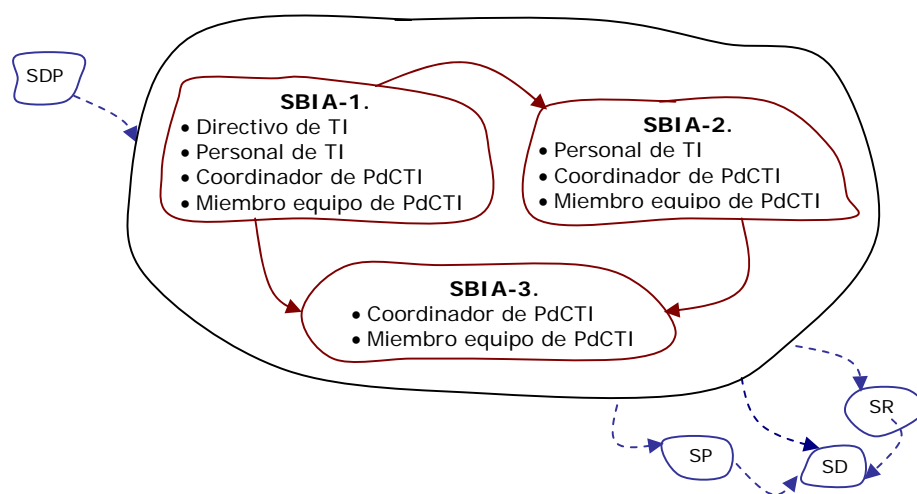 SDP
SBIA-1.
• Directivo de TI
• Personal de TI
• Coordinador de PdCTI
• Miembro equipo de PdCTI
SBIA-2.
• Personal de TI
• Coordinador de PdCTI
• Miembro equipo de PdCTI
SBIA-3.
• Coordinador de PdCTI
• Miembro equipo de PdCTI
SR
SP
SD